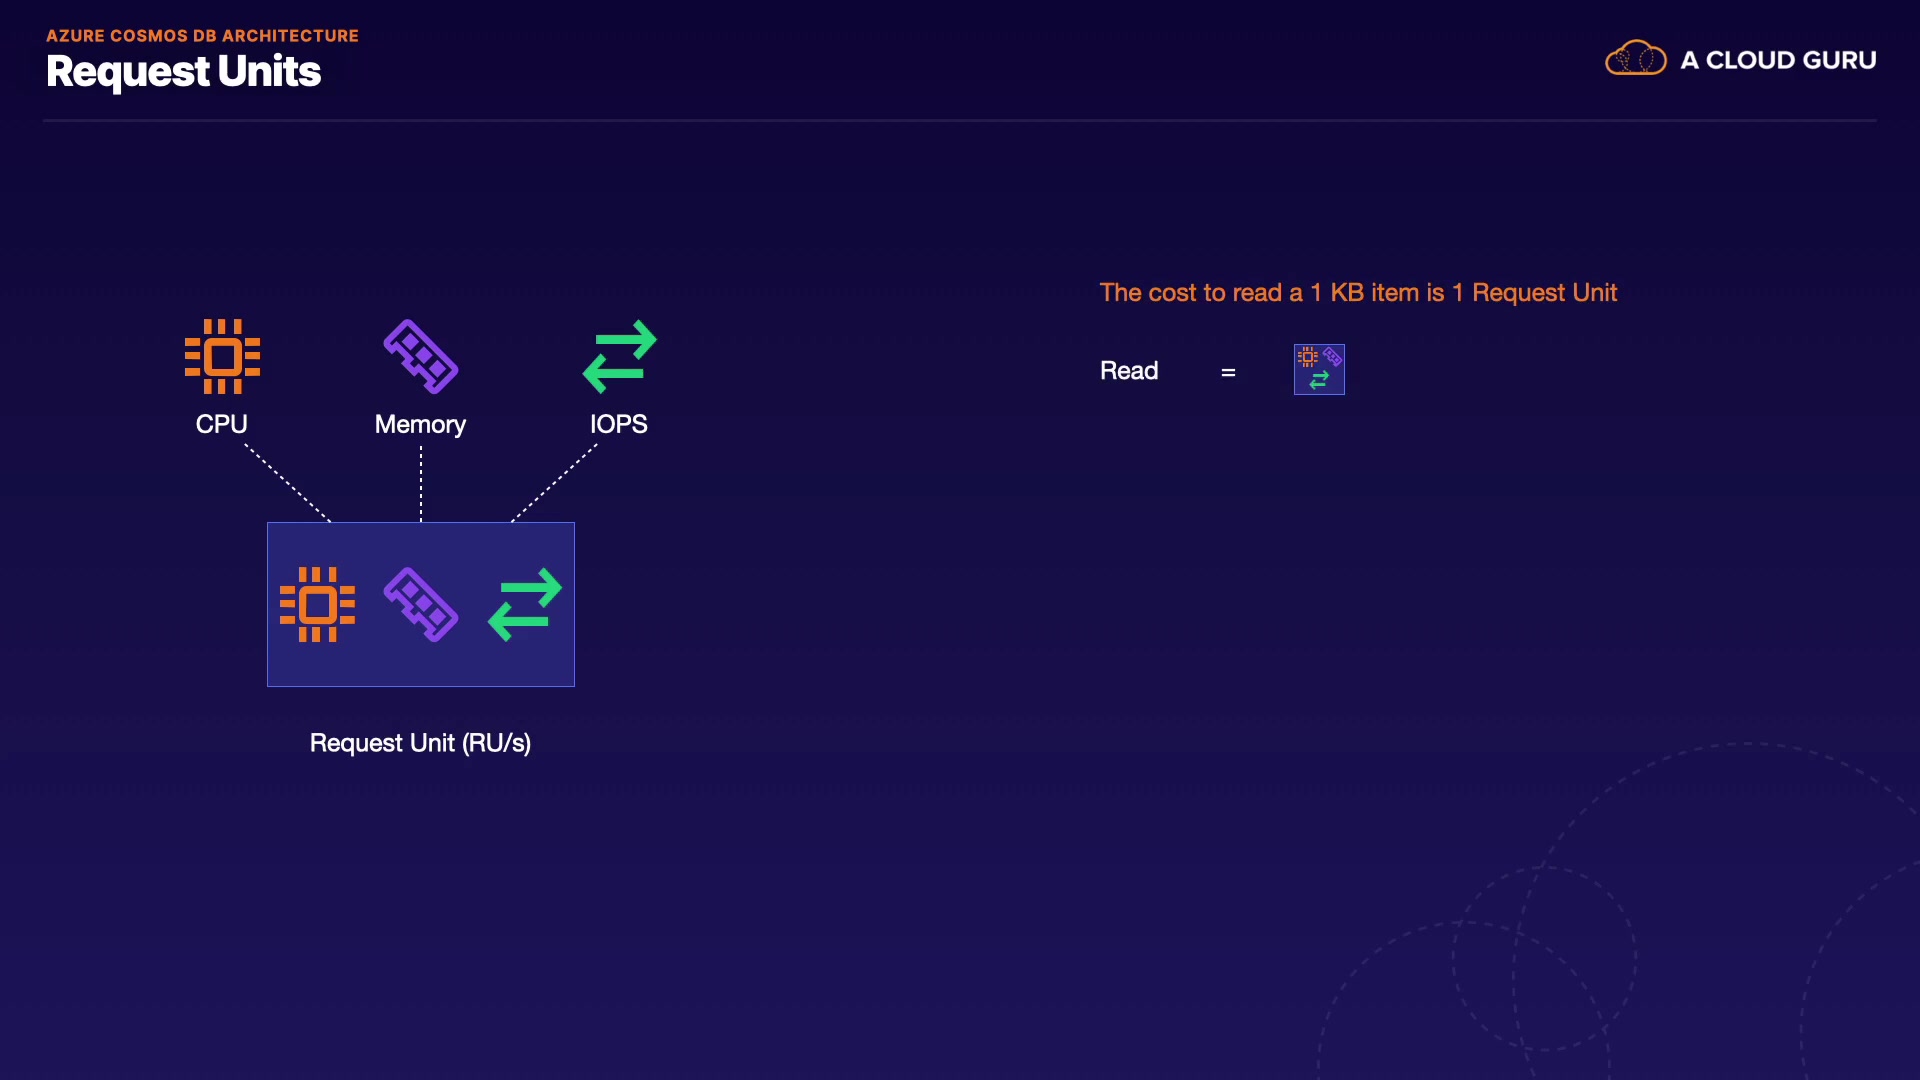 AZURE COSMOS DB ARCHITECTURE
Request Units
A CLOUD GURU
CPU
Memory
IOPS
Request Unit (RU/s)
The cost to read a 1 KB item is 1 Request Unit
Read =